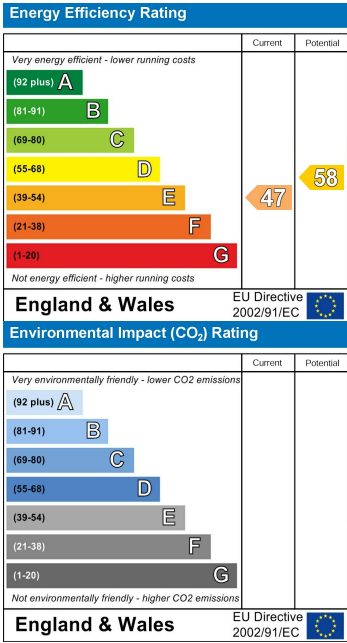 Energy Efficiency Rating
Current Potential
Very energy efficient - lower running costs
(92 plus) A
(81-91) B
(69-80) C
(55-68) D
58
(39-54) E
47
(21-38) F
(1-20) G
Not energy efficient - higher running costs
England & Wales
EU Directive
2002/91/EC
Environmental Impact (CO2) Rating
Current Potential
Very environmentally friendly - lower CO2 emissions
(92 plus) A
(81-91) B
(69-80) C
(55-68) D
(39-54) E
(21-38) F
(1-20) G
Not environmentally friendly - higher CO2 emissions
England & Wales
EU Directive
2002/91/EC